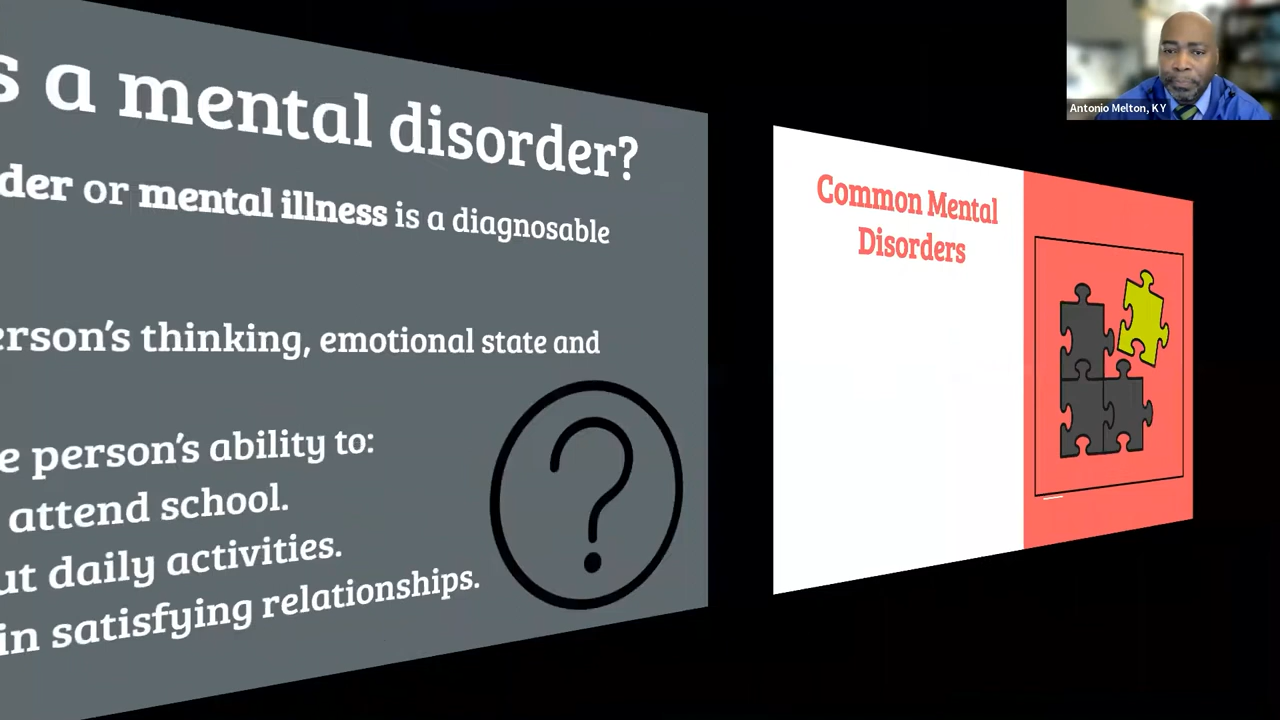 s a mental disorder?
der or mental illness is a diagnosable
erson's thinking, emotional state and
e person's ability to:
attend school.
ut daily activities.
in satisfying relationships.
Common Mental
Disorders
Antonio Melton, KY